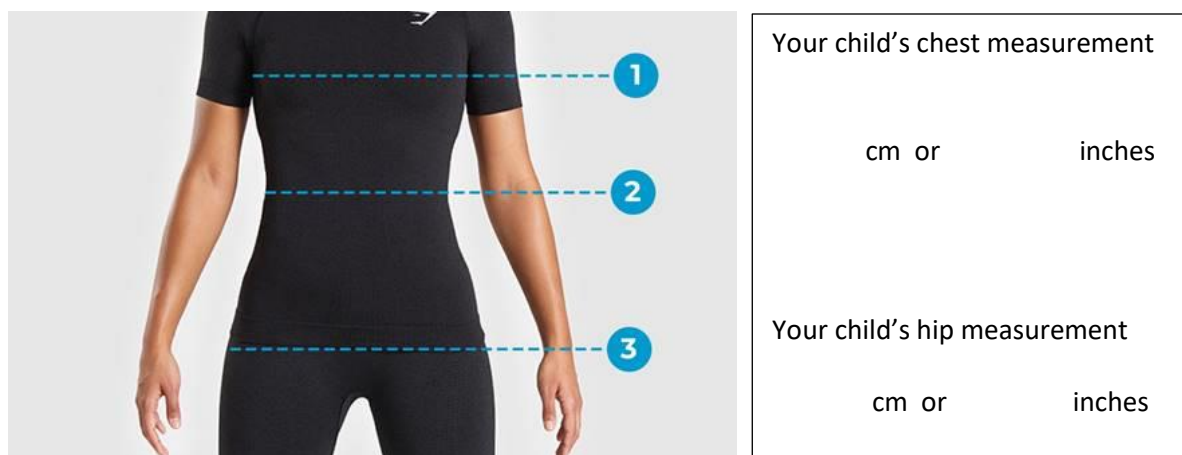 1
2
3
Your child’s chest measurement
cm or inches
Your child’s hip measurement
cm or inches